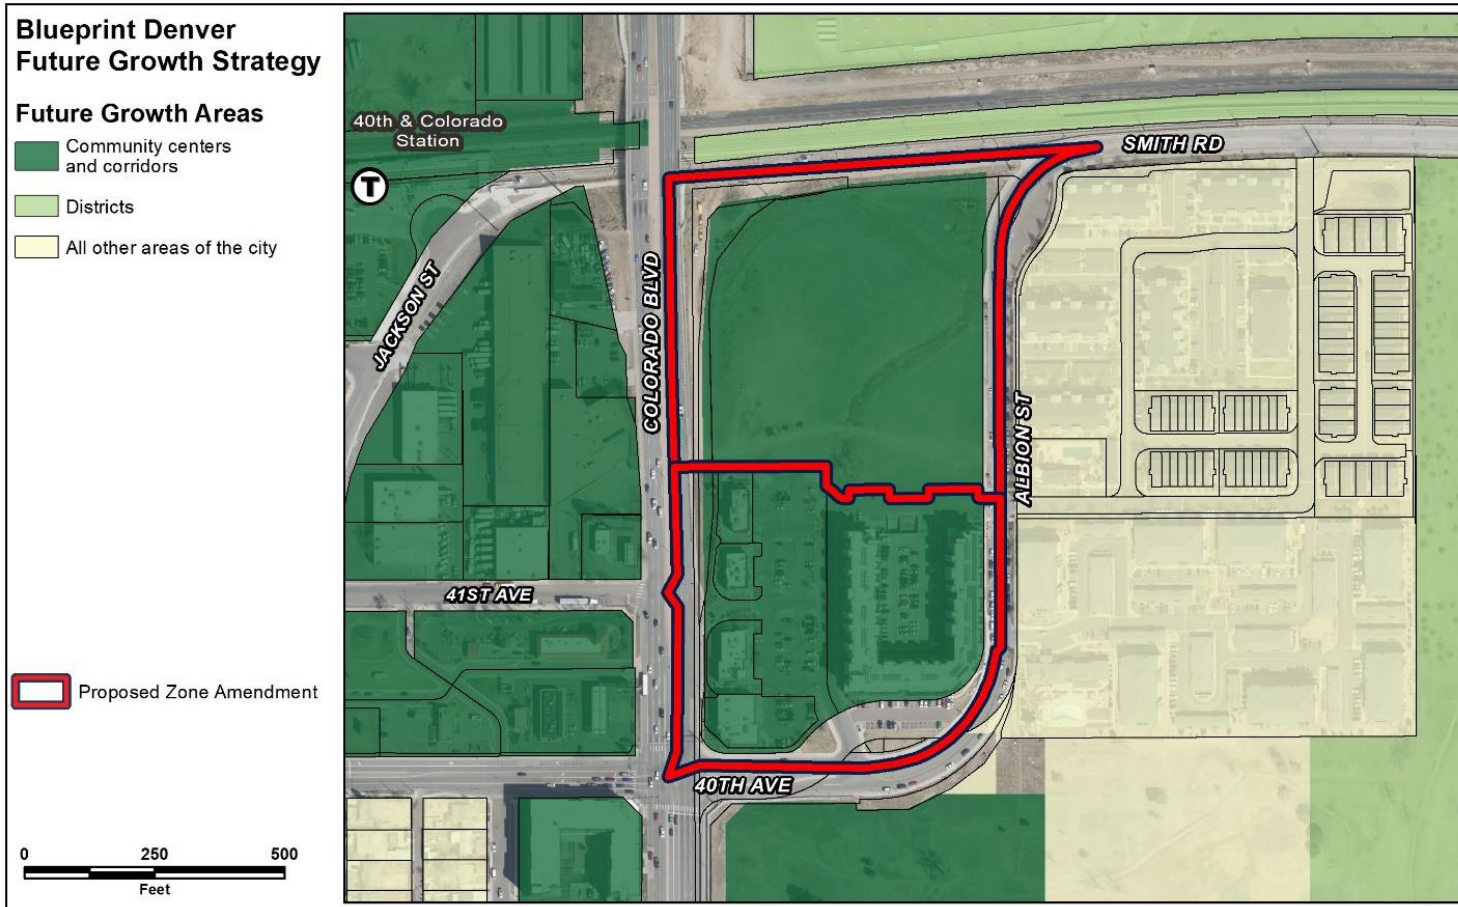 Blueprint Denver
Future Growth Strategy
Future Growth Areas
Community centers
and corridors
Districts
All other areas of the city
Proposed Zone Amendment
0 250 500
Feet
40th & Colorado
Station
T
SMITH RD
JACKSON ST
COLORADO BLVD
ALBION ST
41ST AVE
40TH AVE